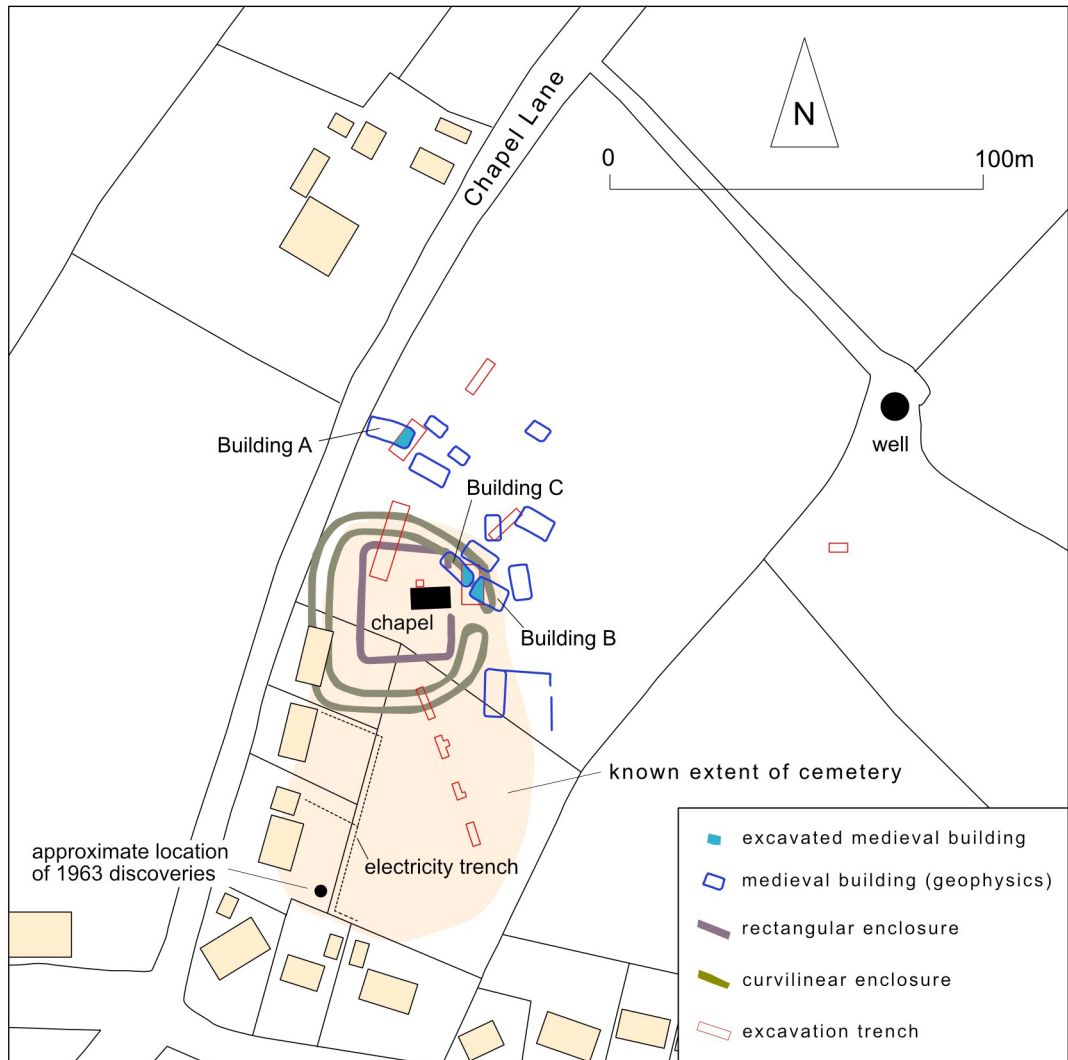 Chapel Lane
N
0
100m
Building A
well
Building C
chapel
Building B
known extent of cemetery
approximate location
of 1963 discoveries
electricity trench
excavated medieval building
medieval building (geophysics)
rectangular enclosure
curvilinear enclosure
excavation trench